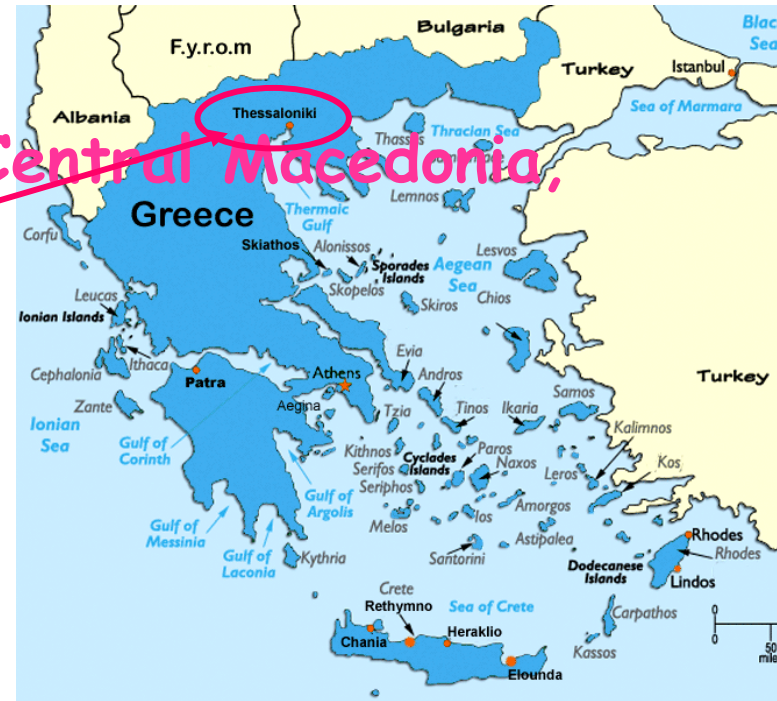 Black
Sea
Bulgaria
F.y.r.o.m
Turkey
Istanbul
Albania
Sea of Marmara
Thessaloniki
Thassos
Thracian Sea
Central Macedonia,
Lemnos
Greece
Thermaic
Gulf
Corfu
Skiathos
Alonissos
Sporades
Islands
Aegean
Sea
Lesvos
Skopelos
Skiros
Chios
Leucas
Ionian Islands
Ithaca
Cephalonia
Patra
Athens
Evia
Andros
Turkey
Zante
Aegina
Tzia
Tinos
Ikaria
Samos
Ionian
Sea
Gulf of
Corinth
Kithnos
Serifos
Seriphos
Cyclades
Islands
Paros
Naxos
Kalimnos
Leros
Kos
Gulf of
Argolis
Gulf of
Messinia
Gulf of
Laconia
Melos
Ios
Amorgos
Astipalea
Kythria
Santorini
Rhodes
Rhodes
Dodecanese
Islands
Lindos
Crete
Rethymno
Sea of Crete
Chania
Heraklio
Elounda
Carpathos
Kassos
0
0
50
mile